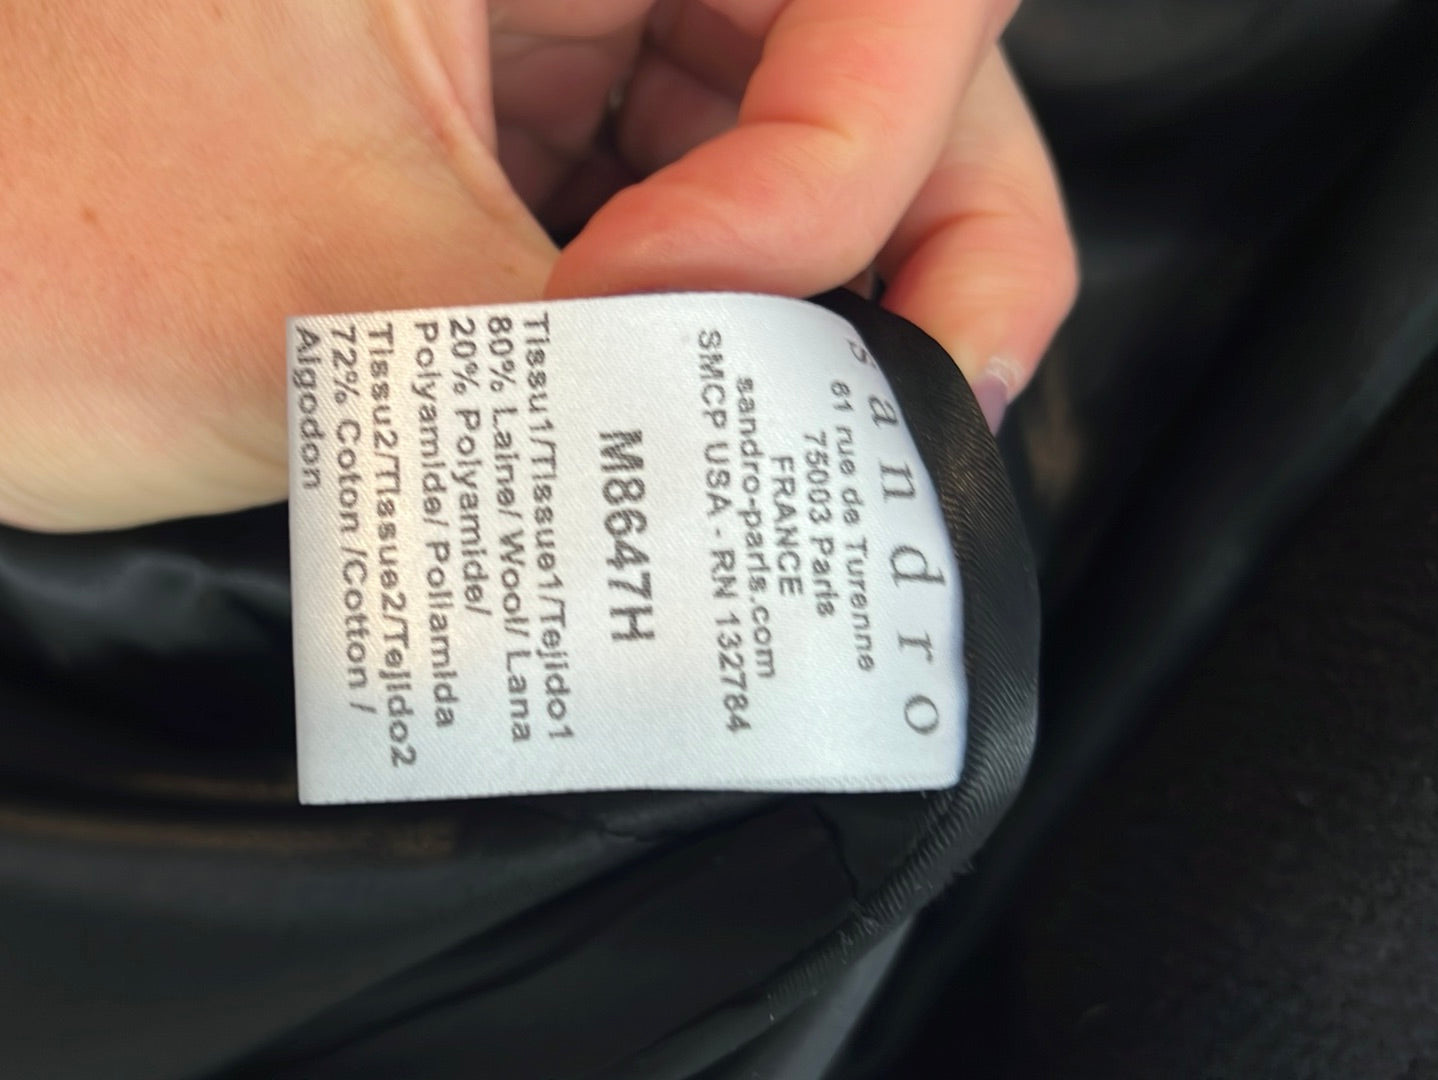 sandro
61 rue de Turenne
75003 Paris
FRANCE
sandro-paris.com
SMCP USA - RN 132784
M8647H
Tissu1/Tissue1/Tejido1
80% Laine/ Wool/ Lana
20% Polyamide/
Polyamide/ Poliamida
Tissu2/Tissue2/Tejido2
72% Coton /Cotton /
Algodon